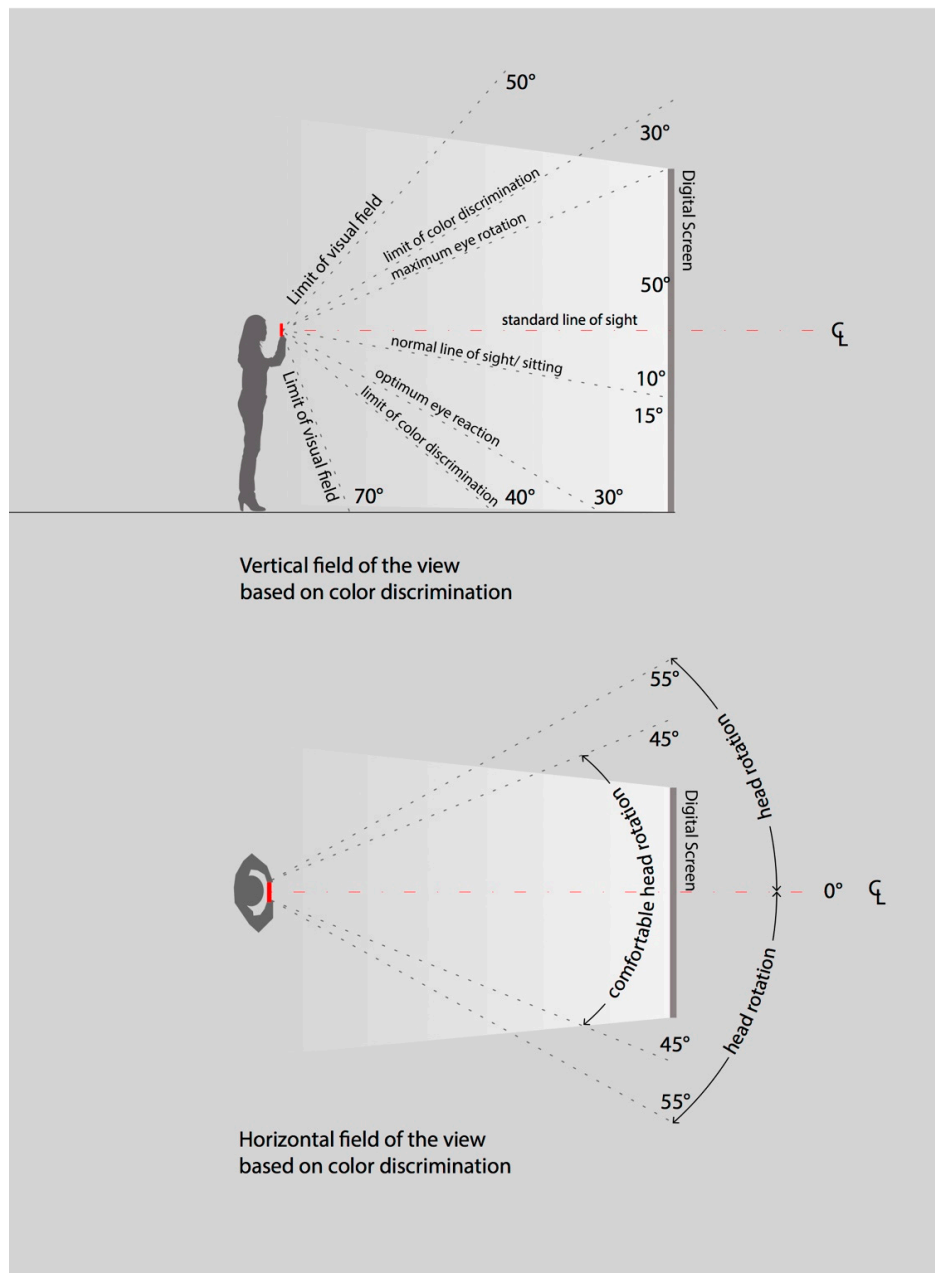 50°
30°
Limit of visual field
limit of color discrimination
maximum eye rotation
Digital Screen
50°
standard line of sight
℄
normal line of sight/ sitting
10°
15°
optimum eye reaction
limit of color discrimination
Limit of visual field
70°
40°
30°
Vertical field of the view
based on color discrimination
55°
45°
head rotation
comfortable head rotation
Digital Screen
0°
℄
head rotation
45°
55°
Horizontal field of the view
based on color discrimination